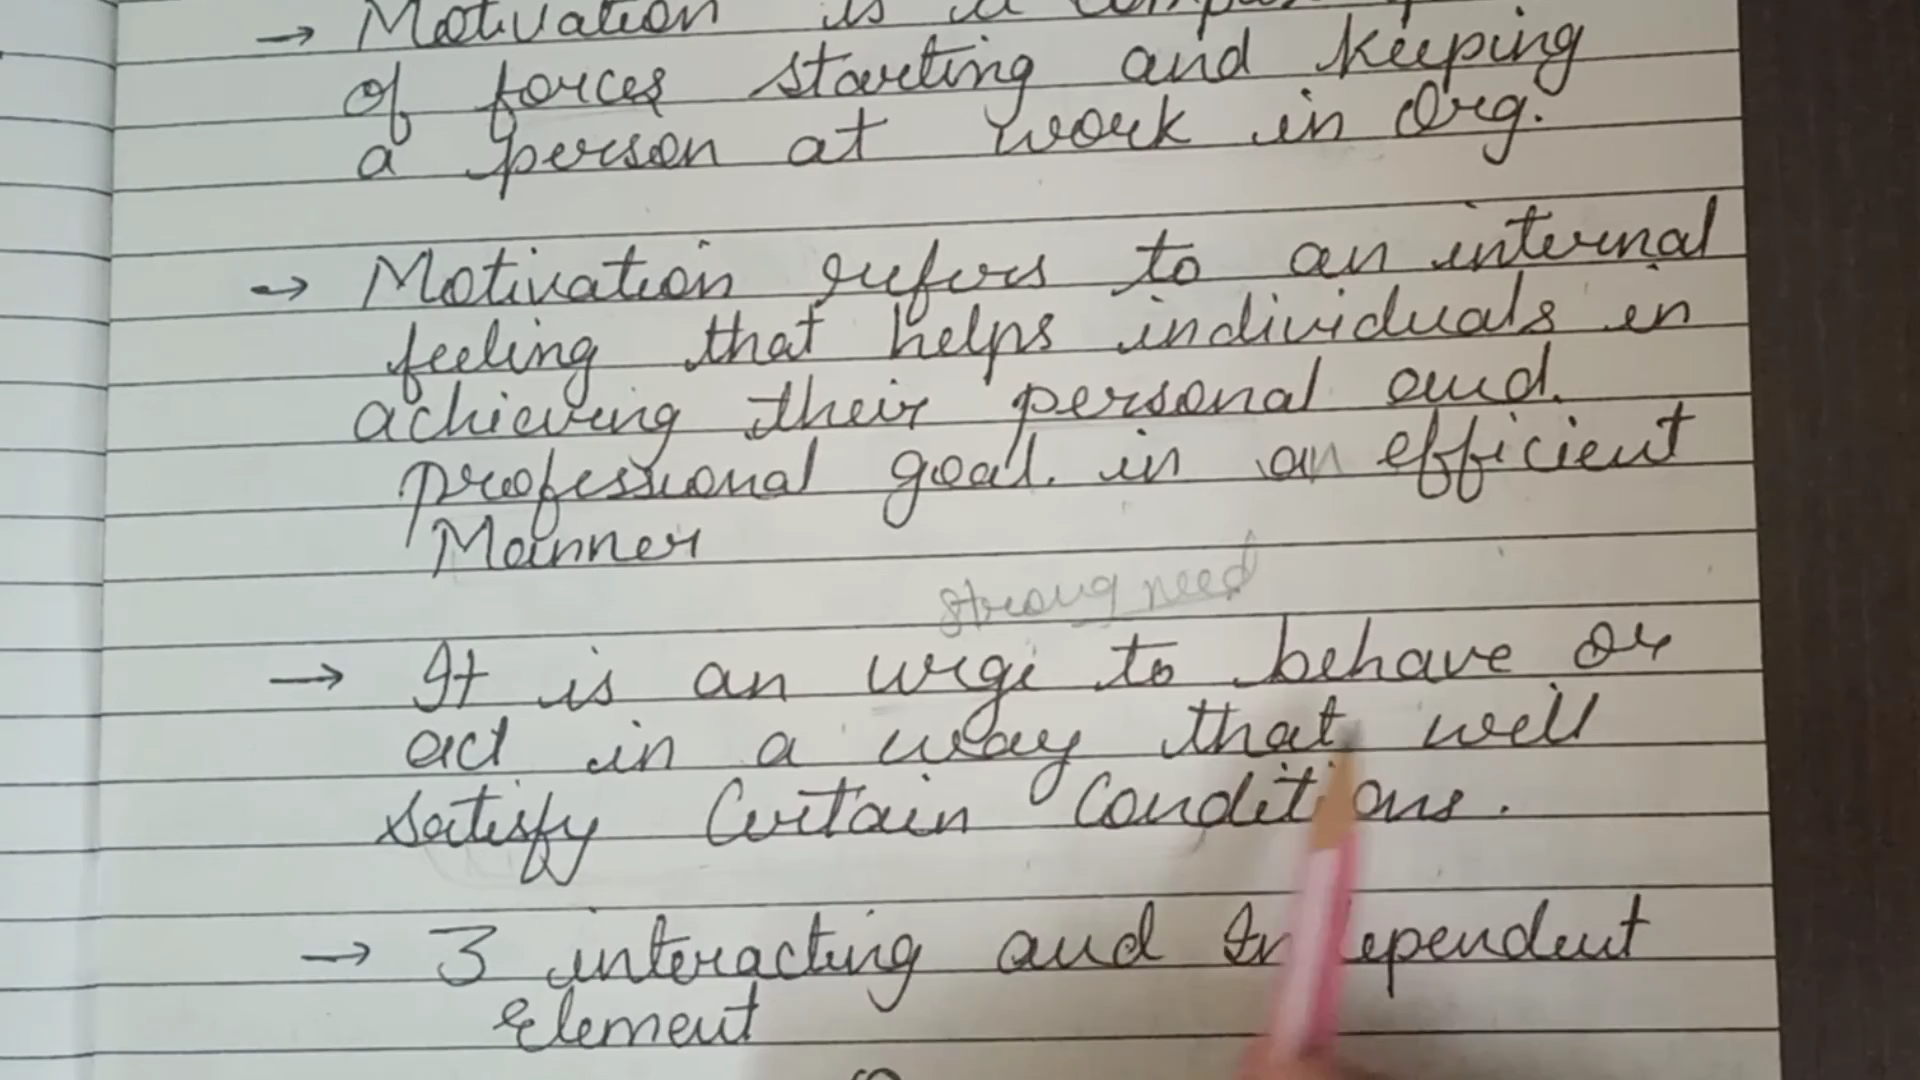 → Motivation is a
of forces starting and keeping
a person at work in Org.
→ Motivation refers to an internal
feeling that helps individuals in
achieving their personal and
professional goal. in an efficient
Manner
strong need
→ It is an urge to behave or
act in a way that will
satisfy Certain Conditions.
→ 3 interacting and Independent
Element